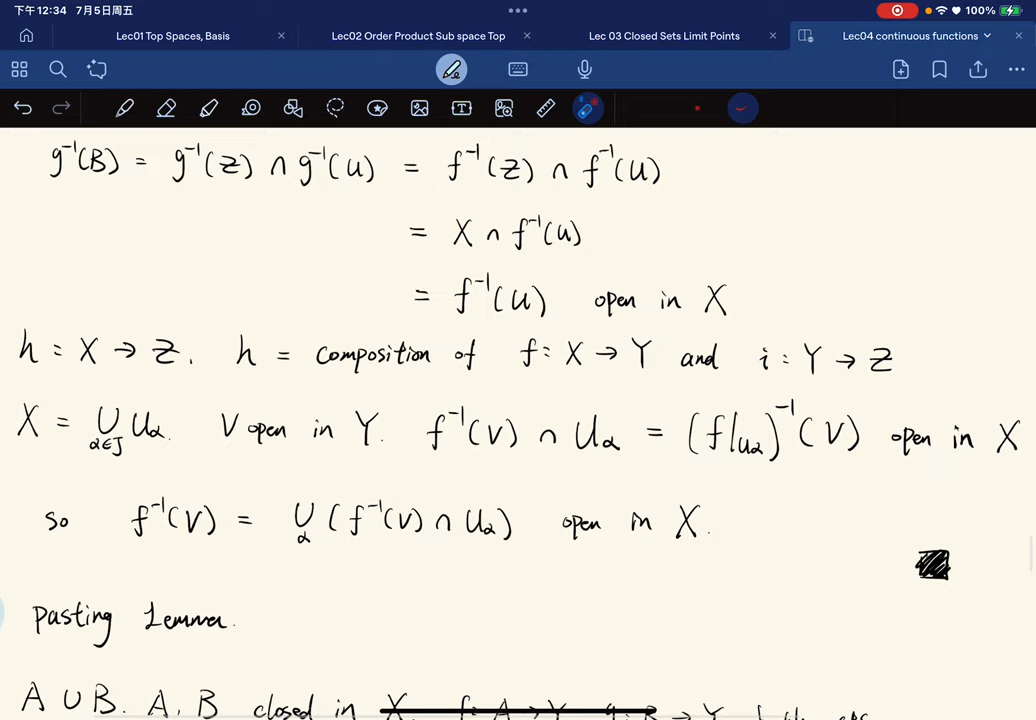 下午12:34 7月5日周五
100%
Lec01 Top Spaces, Basis
Lec02 Order Product Sub space Top
Lec 03 Closed Sets Limit Points
Lec04 continuous functions
g⁻¹(B) = g⁻¹(Z) ∩ g⁻¹(U) = f⁻¹(Z) ∩ f⁻¹(U)
= X ∩ f⁻¹(U)
= f⁻¹(U) open in X
h : X → Z. h = composition of f : X → Y and i : Y → Z
X = ∪_{α∈J} U_α. V open in Y. f⁻¹(V) ∩ U_α = (f|_{U_α})⁻¹(V) open in X
so f⁻¹(V) = ∪_α (f⁻¹(V) ∩ U_α) open in X.
Pasting Lemma.
A ∪ B. A, B closed in X. f: A → Y